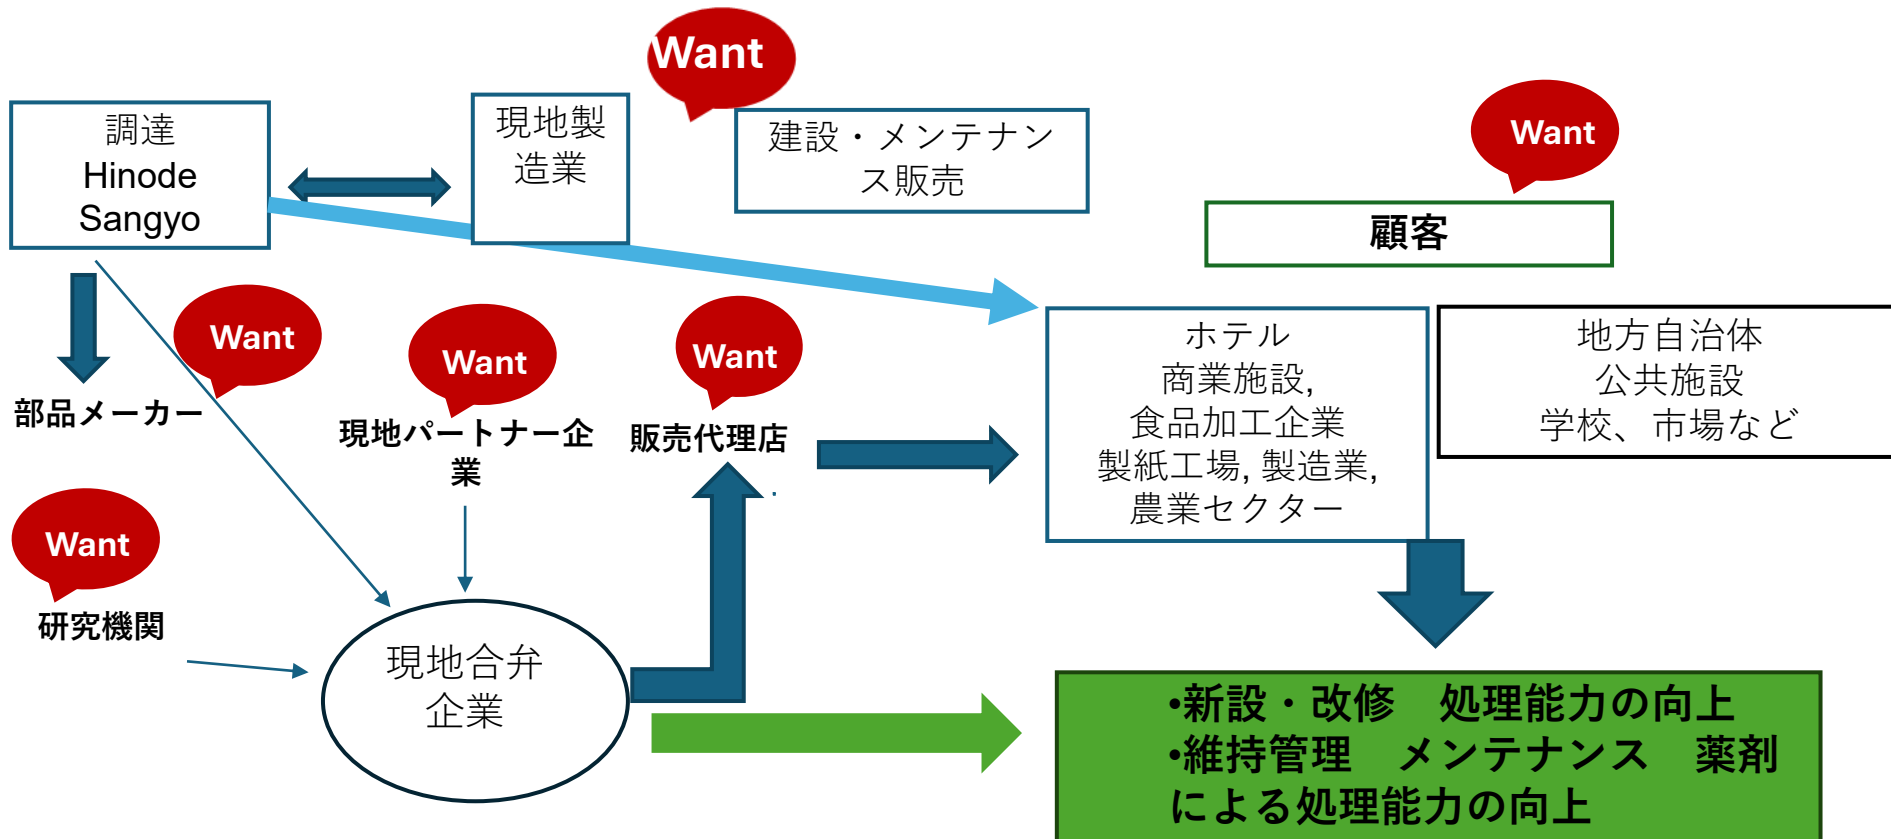 Want
調達
Hinode
Sangyo
現地製
造業
建設・メンテナン
ス販売
Want
顧客
Want
Want
Want
部品メーカー
現地パートナー企
業
販売代理店
ホテル
商業施設,
食品加工企業
製紙工場, 製造業,
農業セクター
地方自治体
公共施設
学校、市場など
Want
研究機関
現地合弁
企業
•新設・改修　処理能力の向上
•維持管理　メンテナンス　薬剤
による処理能力の向上